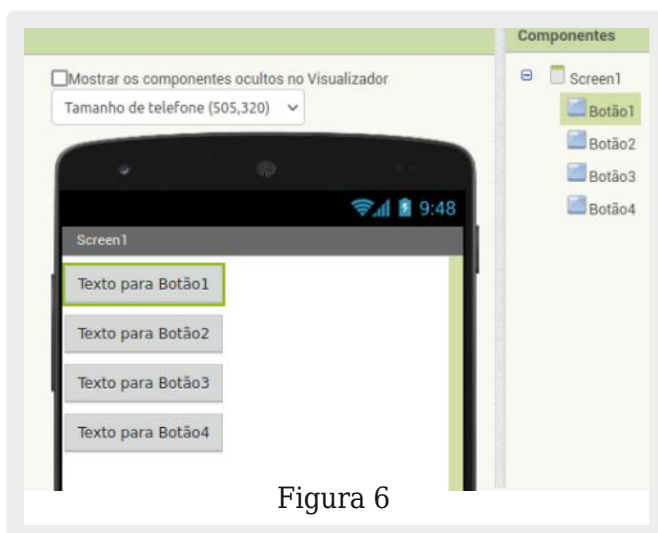 Componentes
Mostrar os componentes ocultos no Visualizador
Tamanho de telefone (505,320)
Screen1
Botão1
Botão2
Botão3
Botão4
9:48
Screen1
Texto para Botão1
Texto para Botão2
Texto para Botão3
Texto para Botão4
Figura 6